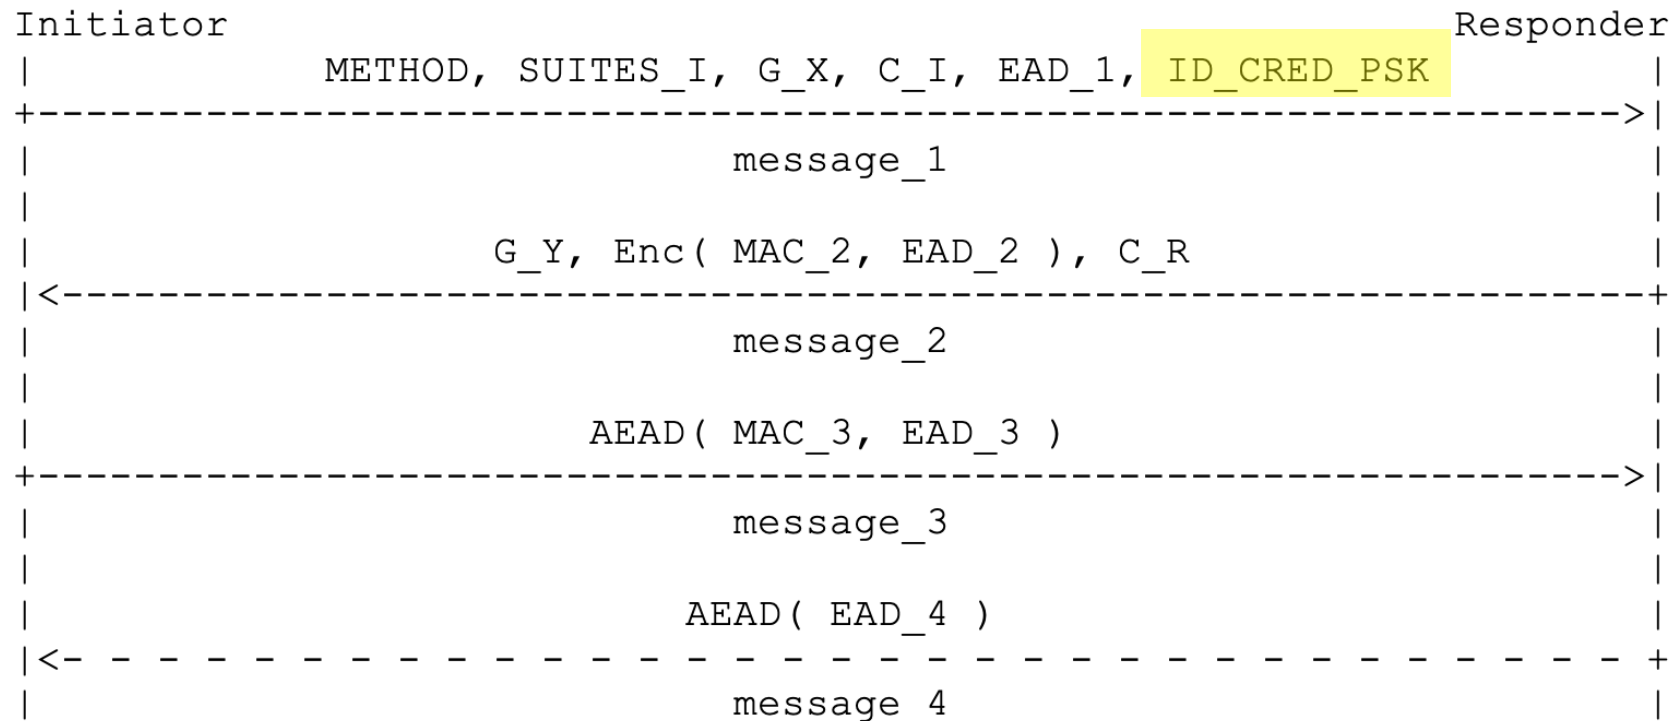 Initiator Responder
| METHOD, SUITES_I, G_X, C_I, EAD_1, ID_CRED_PSK |
+------------------------------------------------------------------>|
| message_1 |
| |
| G_Y, Enc( MAC_2, EAD_2 ), C_R |
|<------------------------------------------------------------------+
| message_2 |
| |
| AEAD( MAC_3, EAD_3 ) |
+------------------------------------------------------------------>|
| message_3 |
| |
| AEAD( EAD_4 ) |
|<- - - - - - - - - - - - - - - - - - - - - - - - - - - - - - - - - +
| message_4 |